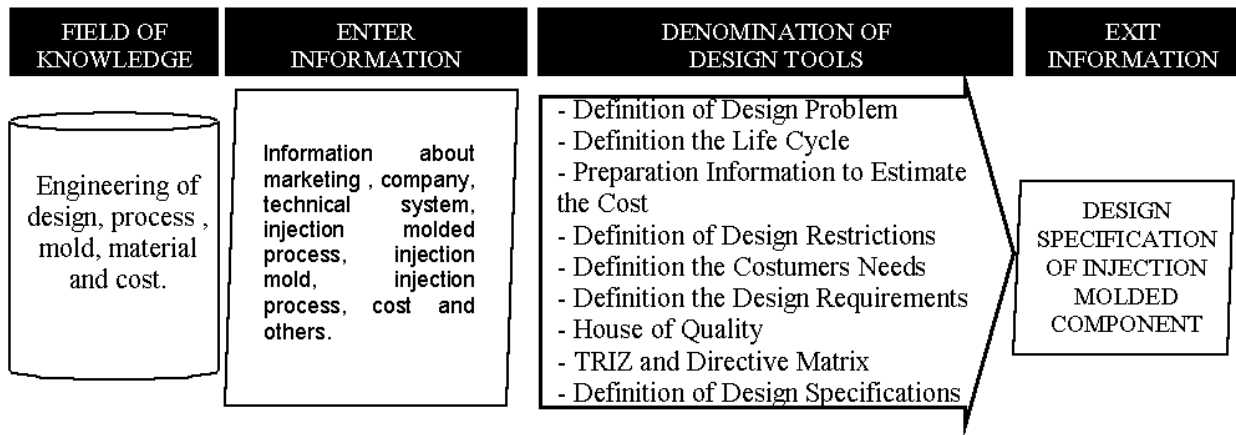 FIELD OF
KNOWLEDGE
ENTER
INFORMATION
DENOMINATION OF
DESIGN TOOLS
EXIT
INFORMATION
Engineering of
design, process ,
mold, material
and cost.
Information about
marketing , company,
technical system,
injection molded
process, injection
mold, injection
process, cost and
others.
- Definition of Design Problem
- Definition the Life Cycle
- Preparation Information to Estimate
the Cost
- Definition of Design Restrictions
- Definition the Costumers Needs
- Definition the Design Requirements
- House of Quality
- TRIZ and Directive Matrix
- Definition of Design Specifications
DESIGN
SPECIFICATION
OF INJECTION
MOLDED
COMPONENT